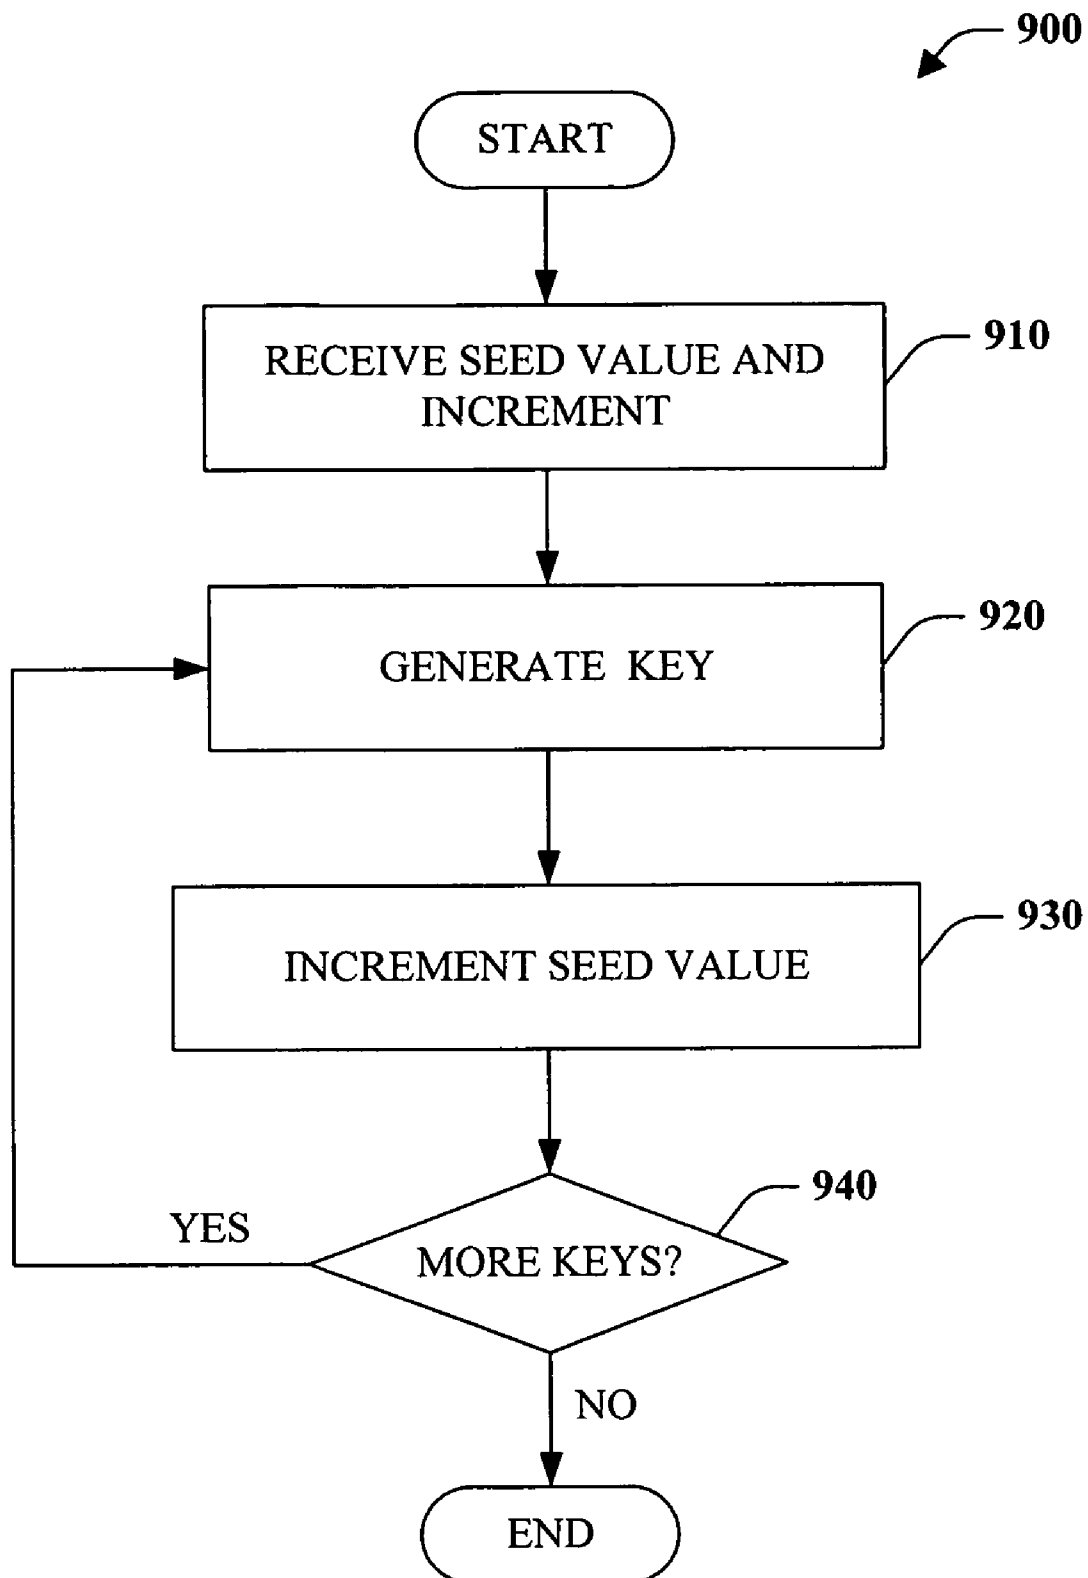 900
START
910
RECEIVE SEED VALUE AND
INCREMENT
920
GENERATE KEY
930
INCREMENT SEED VALUE
940
YES
MORE KEYS?
NO
END